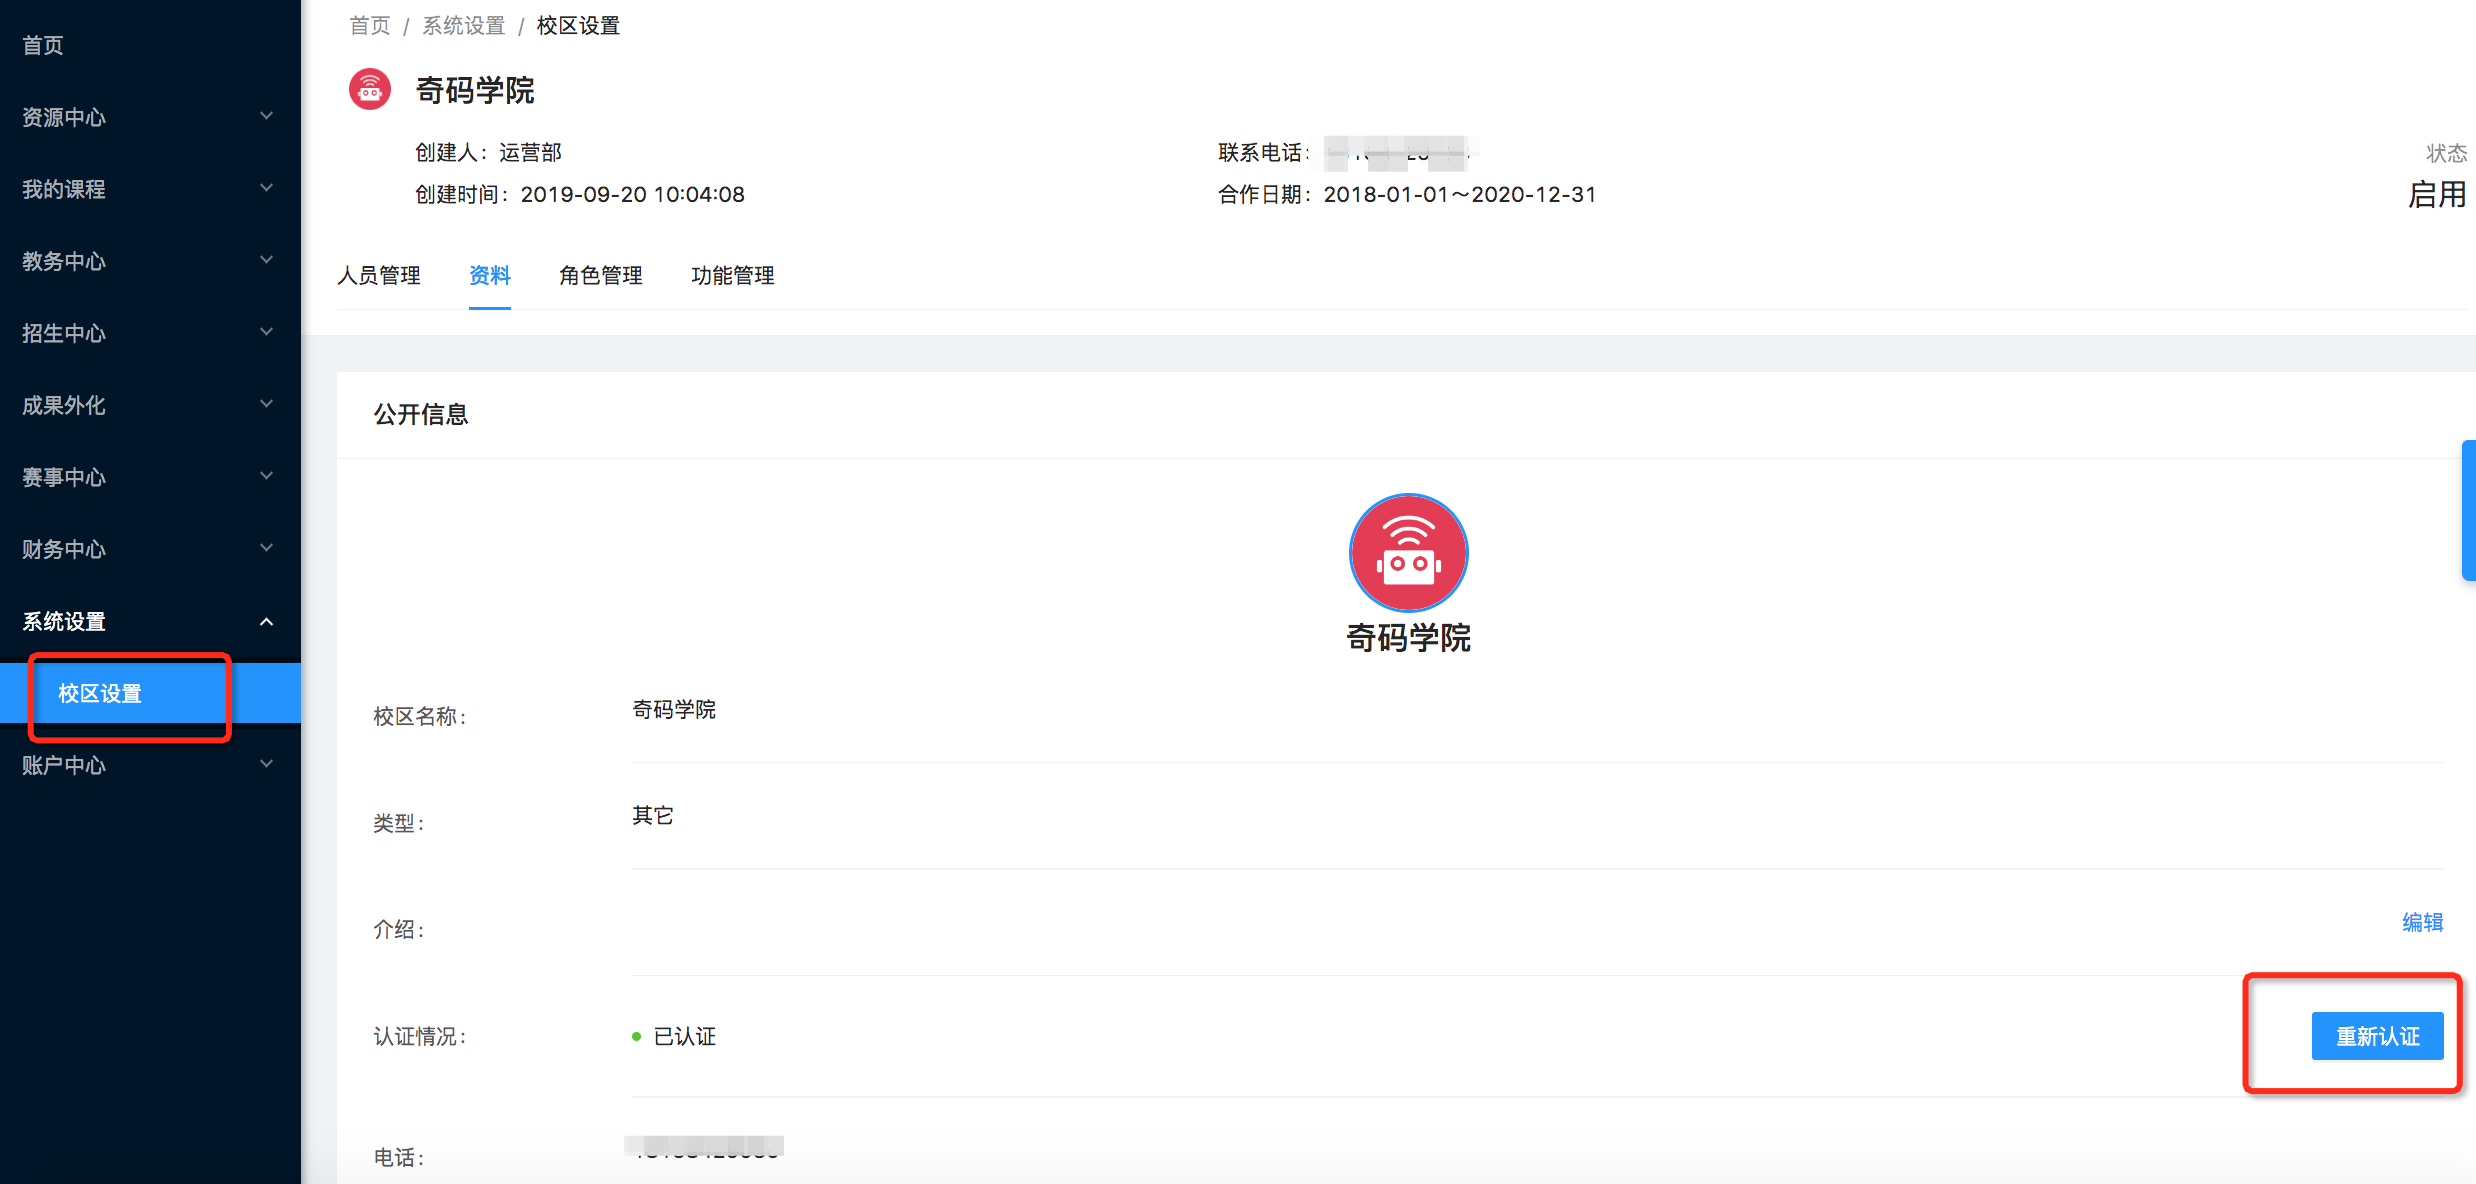 首页
资源中心
我的课程
教务中心
招生中心
成果外化
赛事中心
财务中心
系统设置
校区设置
账户中心
首页 / 系统设置 / 校区设置
奇码学院
创建人：运营部
联系电话：
状态
创建时间：2019-09-20 10:04:08
合作日期：2018-01-01～2020-12-31
启用
人员管理 资料 角色管理 功能管理
公开信息
奇码学院
校区名称： 奇码学院
类型： 其它
介绍： 编辑
认证情况： 已认证 重新认证
电话：